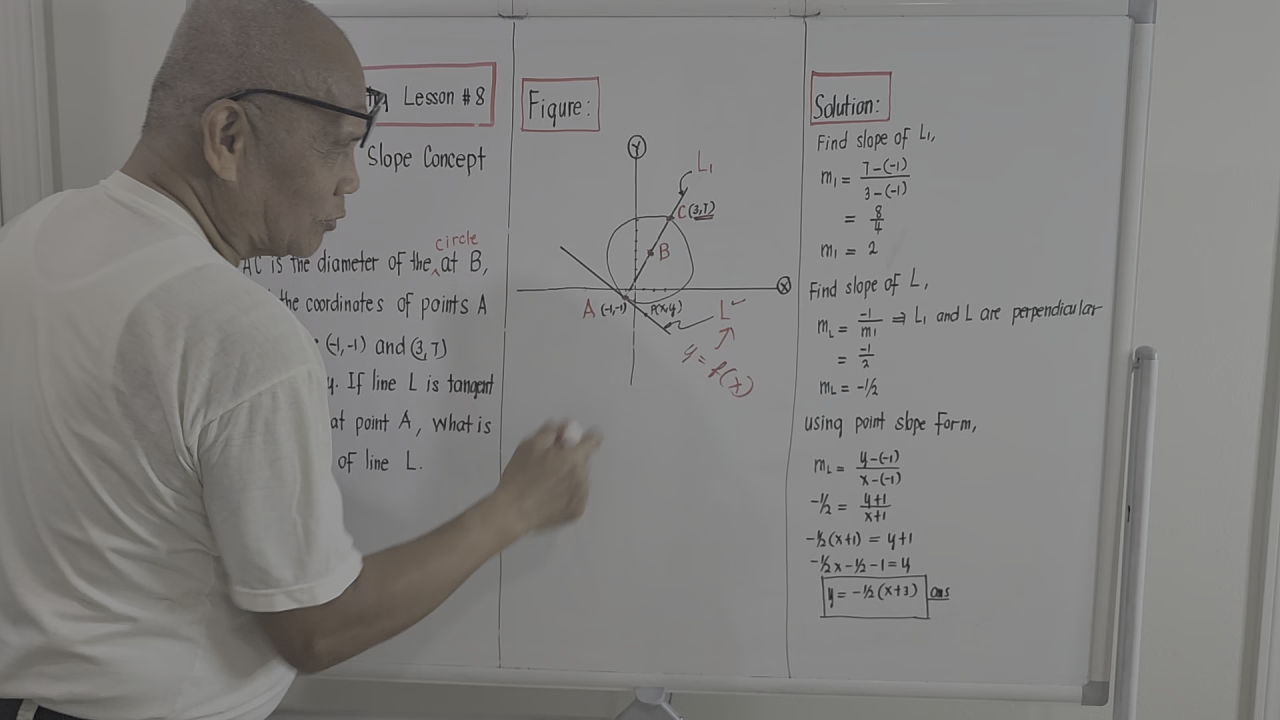 Lesson # 8
Slope Concept
circle
AC is the diameter of the ‸ at B,
the coordinates of points A
(-1,-1) and (3,7)
y. If line L is tangent
at point A, what is
of line L.
Figure:
Y
L1
C (3,7)
B
X
A (-1,-1) P(x,y) L ✓
y = f(x)
Solution:
Find slope of L1,
m1 = 7-(-1) / 3-(-1)
= 8/4
m1 = 2
Find slope of L,
mL = -1/m1 ⇒ L1 and L are perpendicular
= -1/2
mL = -1/2
using point slope form,
mL = y-(-1) / x-(-1)
-1/2 = y+1 / x+1
-1/2(x+1) = y+1
-1/2x-1/2-1=y
y = -1/2(x+3) ans